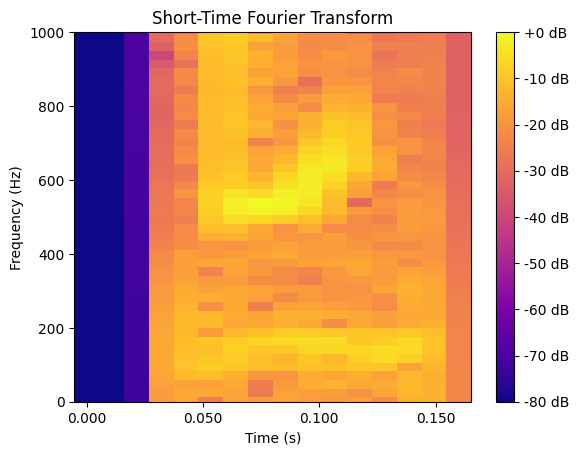 Short-Time Fourier Transform
Frequency (Hz)
1000
800
600
400
200
0
0.000
0.050
0.100
0.150
Time (s)
+0 dB
-10 dB
-20 dB
-30 dB
-40 dB
-50 dB
-60 dB
-70 dB
-80 dB